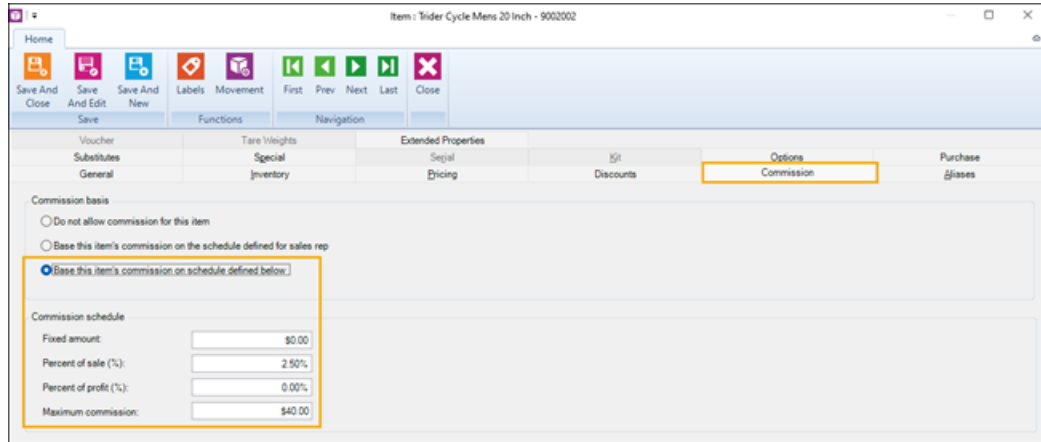 Item : Trider Cycle Mens 20 Inch - 9002002
Home
Save And Close
Save And Edit
Save And New
Labels
Movement
First
Prev
Next
Last
Close
Save
Functions
Navigation
Voucher Tare Weights Extended Properties
Substitutes Special Serial Kit Options Purchase
General Inventory Pricing Discounts Commission Aliases
Commission basis
Do not allow commission for this item
Base this item's commission on the schedule defined for sales rep
Base this item's commission on schedule defined below
Commission schedule
Fixed amount: $0.00
Percent of sale (%): 2.50%
Percent of profit (%): 0.00%
Maximum commission: $40.00